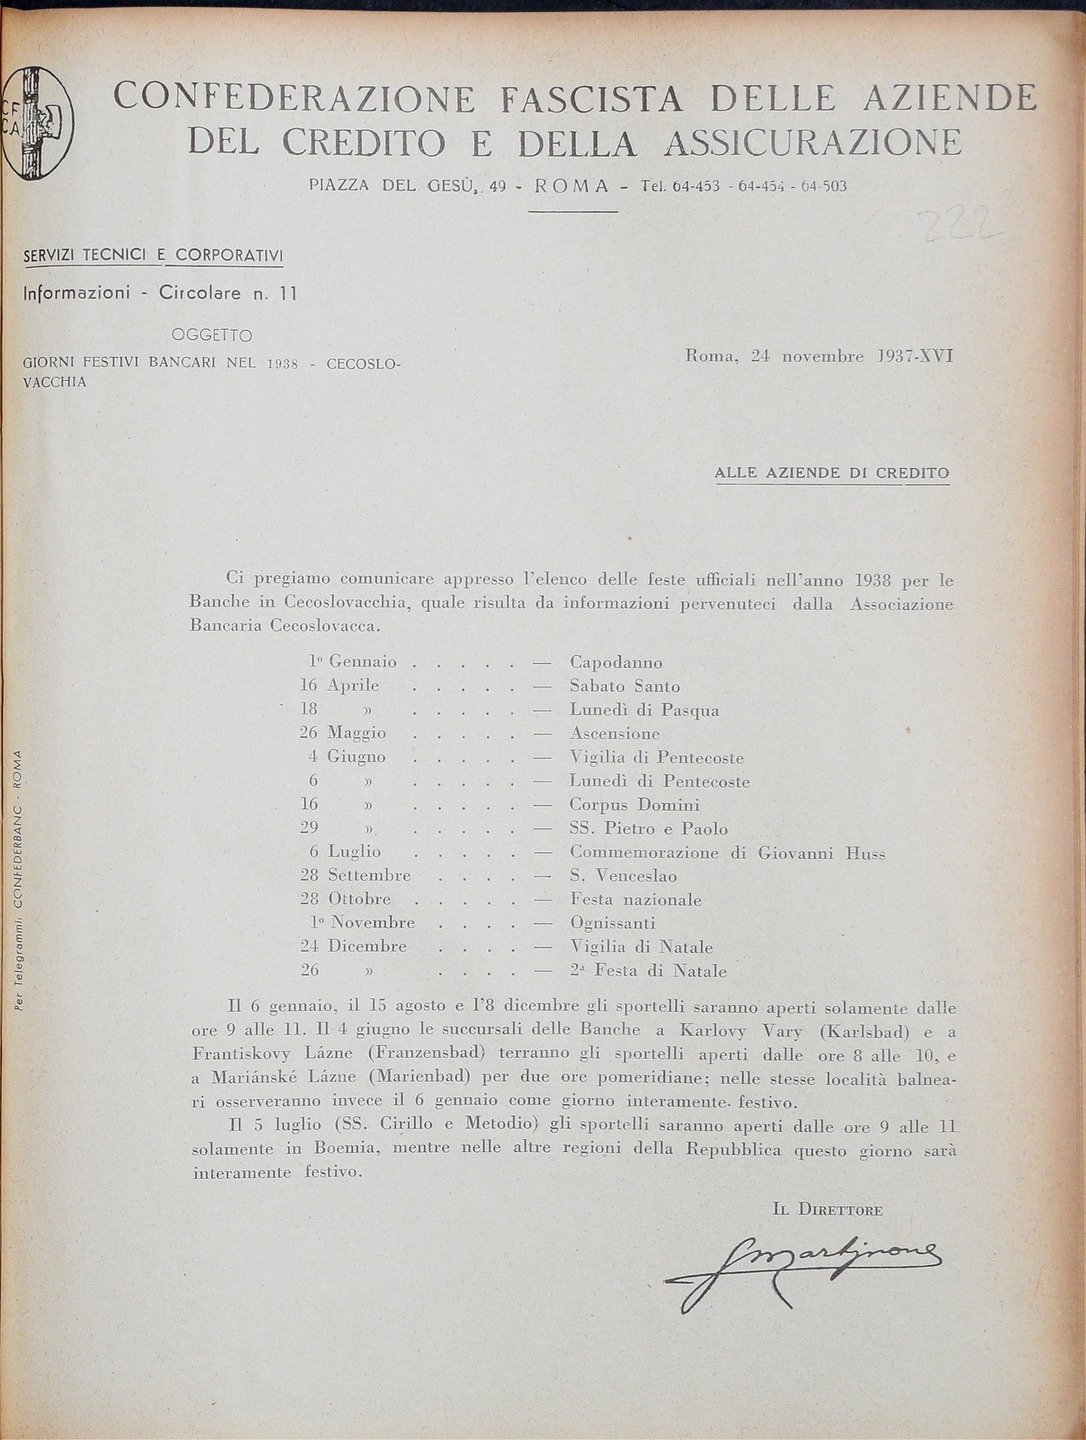 C F
C A
CONFEDERAZIONE FASCISTA DELLE AZIENDE
DEL CREDITO E DELLA ASSICURAZIONE
PIAZZA DEL GESÙ, 49 - ROMA - Tel. 64-453 - 64-454 - 64-503
222
SERVIZI TECNICI E CORPORATIVI
Informazioni - Circolare n. 11
OGGETTO
GIORNI FESTIVI BANCARI NEL 1938 - CECOSLO-
VACCHIA
Roma, 24 novembre 1937-XVI
ALLE AZIENDE DI CREDITO
Ci pregiamo comunicare appresso l'elenco delle feste ufficiali nell'anno 1938 per le
Banche in Cecoslovacchia, quale risulta da informazioni pervenuteci dalla Associazione
Bancaria Cecoslovacca.
1º Gennaio . . . . . — Capodanno
16 Aprile . . . . . — Sabato Santo
18 » . . . . . — Lunedì di Pasqua
26 Maggio . . . . . — Ascensione
4 Giugno . . . . . — Vigilia di Pentecoste
6 » . . . . . — Lunedì di Pentecoste
16 » . . . . . — Corpus Domini
29 » . . . . . — SS. Pietro e Paolo
6 Luglio . . . . . — Commemorazione di Giovanni Huss
28 Settembre . . . . — S. Venceslao
28 Ottobre . . . . . — Festa nazionale
1º Novembre . . . . — Ognissanti
24 Dicembre . . . . — Vigilia di Natale
26 » . . . . — 2ª Festa di Natale
Il 6 gennaio, il 15 agosto e l'8 dicembre gli sportelli saranno aperti solamente dalle
ore 9 alle 11. Il 4 giugno le succursali delle Banche a Karlovy Vary (Karlsbad) e a
Frantiskovy Lázne (Franzensbad) terranno gli sportelli aperti dalle ore 8 alle 10, e
a Mariánské Lázne (Marienbad) per due ore pomeridiane; nelle stesse località balnea-
ri osserveranno invece il 6 gennaio come giorno interamente festivo.
Il 5 luglio (SS. Cirillo e Metodio) gli sportelli saranno aperti dalle ore 9 alle 11
solamente in Boemia, mentre nelle altre regioni della Repubblica questo giorno sarà
interamente festivo.
IL DIRETTORE
GMartinone
Per Telegrammi: CONFEDERBANC - ROMA